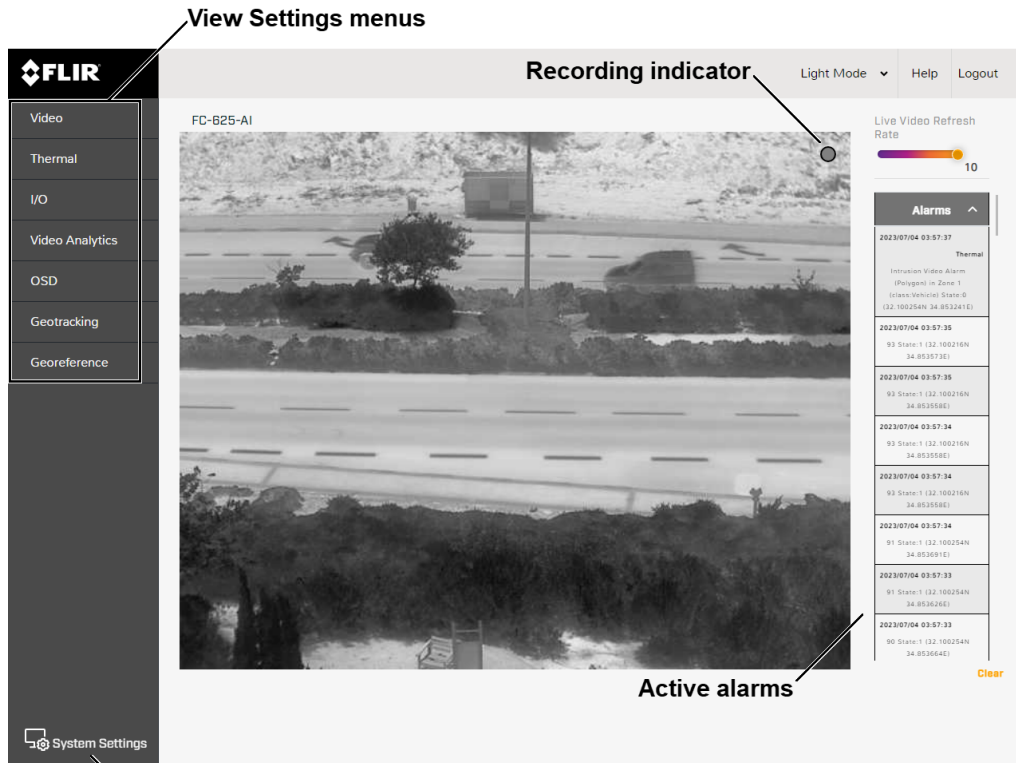 View Settings menus
FLIR
Recording indicator
Light Mode
Help
Logout
Video
Thermal
I/O
Video Analytics
OSD
Geotracking
Georeference
System Settings
FC-625-AI
Live Video Refresh
Rate
10
Alarms
2023/07/04 03:57:37
Thermal
Intrusion Video Alarm
(Polygon) in Zone 1
(class:Vehicle) State:0
(32.100254N 34.853241E)
2023/07/04 03:57:35
93 State:1 (32.100216N
34.853573E)
2023/07/04 03:57:35
93 State:1 (32.100216N
34.853558E)
2023/07/04 03:57:34
93 State:1 (32.100216N
34.853558E)
2023/07/04 03:57:34
93 State:1 (32.100216N
34.853558E)
2023/07/04 03:57:34
91 State:1 (32.100254N
34.853691E)
2023/07/04 03:57:33
91 State:1 (32.100254N
34.853626E)
2023/07/04 03:57:33
90 State:1 (32.100254N
34.853664E)
Clear
Active alarms